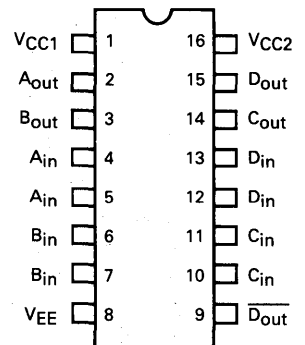 VCC1 1 16 VCC2
Aout 2 15 Dout
Bout 3 14 Cout
Ain 4 13 Din
Ain 5 12 Din
Bin 6 11 Cin
Bin 7 10 Cin
VEE 8 9 D̅o̅u̅t̅